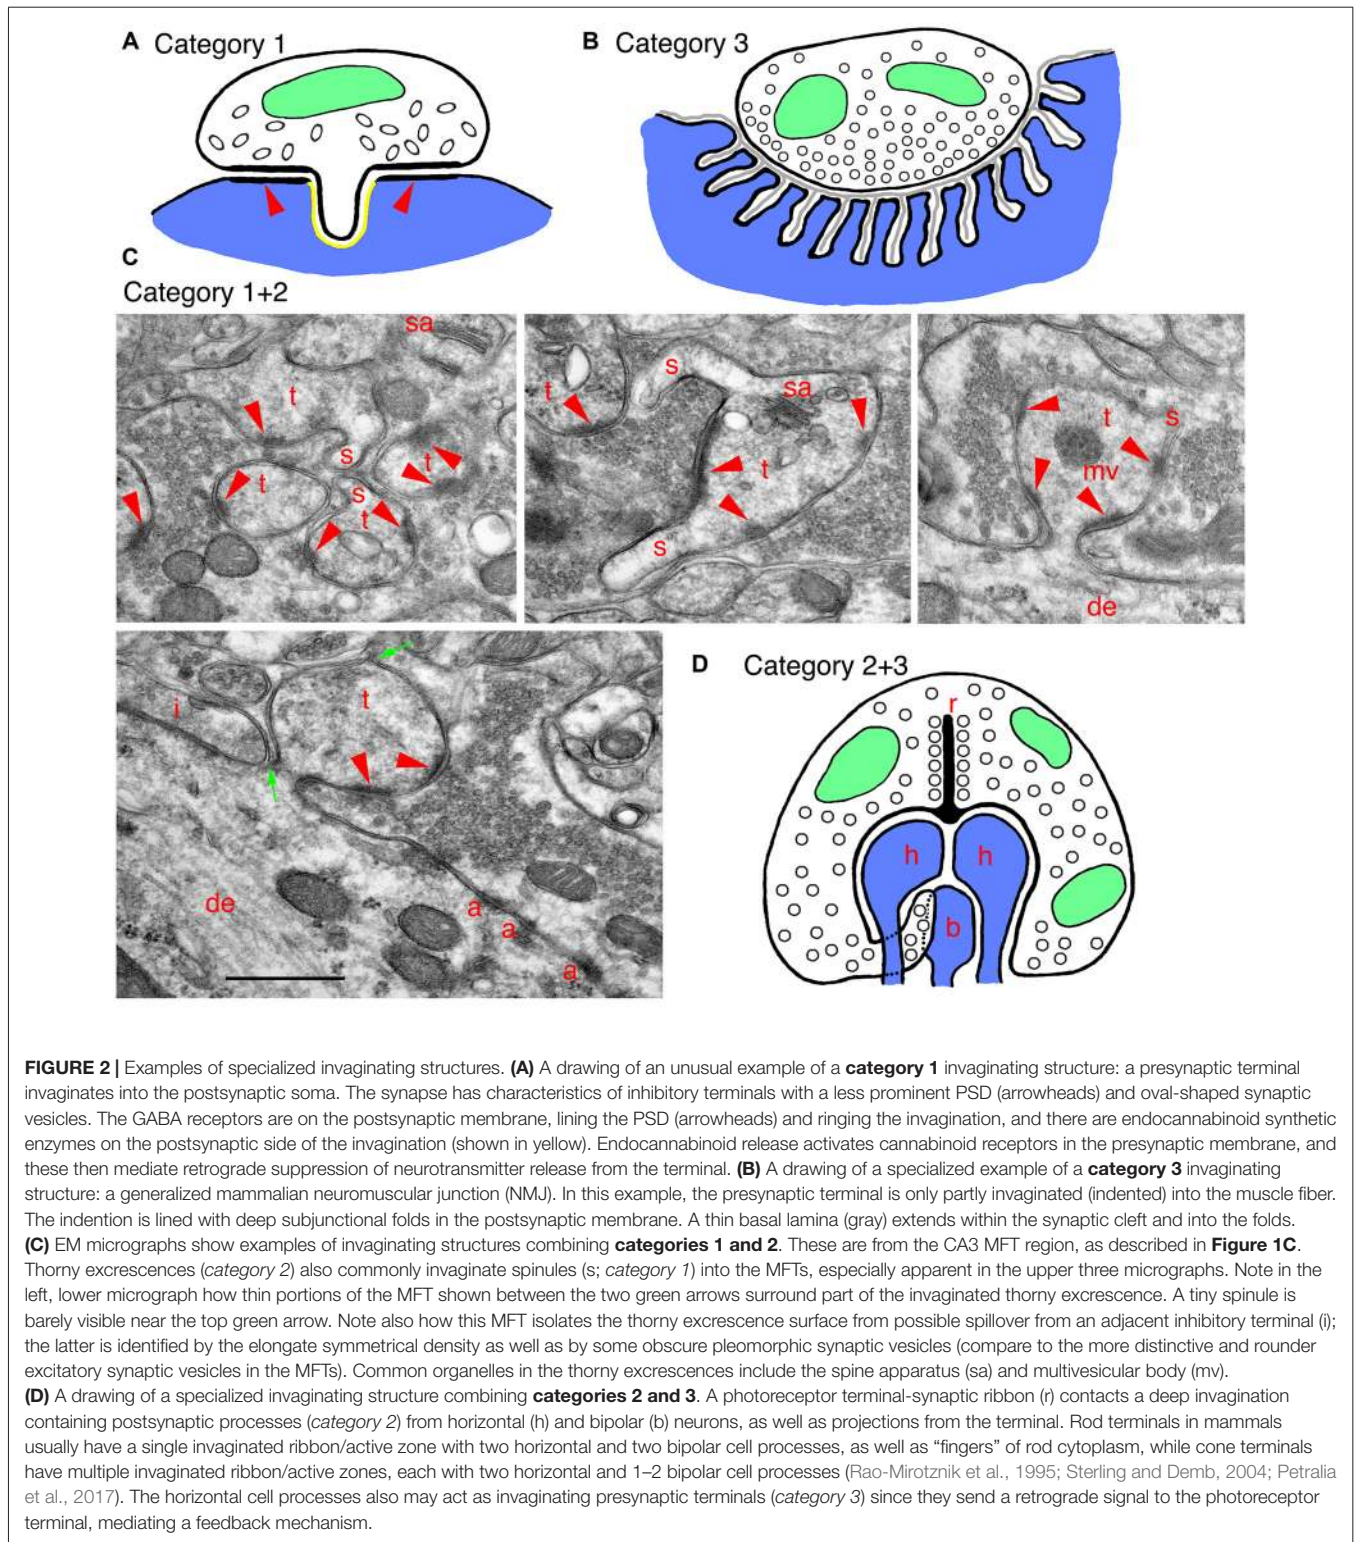 A Category 1
B Category 3
C
Category 1+2
sa
t
s
t
t
s
t
s
t
sa
t
s
t
s
mv
de
t
i
de
a
a
a
D Category 2+3
r
h
h
b
FIGURE 2 | Examples of specialized invaginating structures. (A) A drawing of an unusual example of a category 1 invaginating structure: a presynaptic terminal
invaginates into the postsynaptic soma. The synapse has characteristics of inhibitory terminals with a less prominent PSD (arrowheads) and oval-shaped synaptic
vesicles. The GABA receptors are on the postsynaptic membrane, lining the PSD (arrowheads) and ringing the invagination, and there are endocannabinoid synthetic
enzymes on the postsynaptic side of the invagination (shown in yellow). Endocannabinoid release activates cannabinoid receptors in the presynaptic membrane, and
these then mediate retrograde suppression of neurotransmitter release from the terminal. (B) A drawing of a specialized example of a category 3 invaginating
structure: a generalized mammalian neuromuscular junction (NMJ). In this example, the presynaptic terminal is only partly invaginated (indented) into the muscle fiber.
The indention is lined with deep subjunctional folds in the postsynaptic membrane. A thin basal lamina (gray) extends within the synaptic cleft and into the folds.
(C) EM micrographs show examples of invaginating structures combining categories 1 and 2. These are from the CA3 MFT region, as described in Figure 1C.
Thorny excrescences (category 2) also commonly invaginate spinules (s; category 1) into the MFTs, especially apparent in the upper three micrographs. Note in the
left, lower micrograph how thin portions of the MFT shown between the two green arrows surround part of the invaginated thorny excrescence. A tiny spinule is
barely visible near the top green arrow. Note also how this MFT isolates the thorny excrescence surface from possible spillover from an adjacent inhibitory terminal (i);
the latter is identified by the elongate symmetrical density as well as by some obscure pleomorphic synaptic vesicles (compare to the more distinctive and rounder
excitatory synaptic vesicles in the MFTs). Common organelles in the thorny excrescences include the spine apparatus (sa) and multivesicular body (mv).
(D) A drawing of a specialized invaginating structure combining categories 2 and 3. A photoreceptor terminal-synaptic ribbon (r) contacts a deep invagination
containing postsynaptic processes (category 2) from horizontal (h) and bipolar (b) neurons, as well as projections from the terminal. Rod terminals in mammals
usually have a single invaginated ribbon/active zone with two horizontal and two bipolar cell processes, as well as “fingers” of rod cytoplasm, while cone terminals
have multiple invaginated ribbon/active zones, each with two horizontal and 1–2 bipolar cell processes (Rao-Mirotznik et al., 1995; Sterling and Demb, 2004; Petralia
et al., 2017). The horizontal cell processes also may act as invaginating presynaptic terminals (category 3) since they send a retrograde signal to the photoreceptor
terminal, mediating a feedback mechanism.